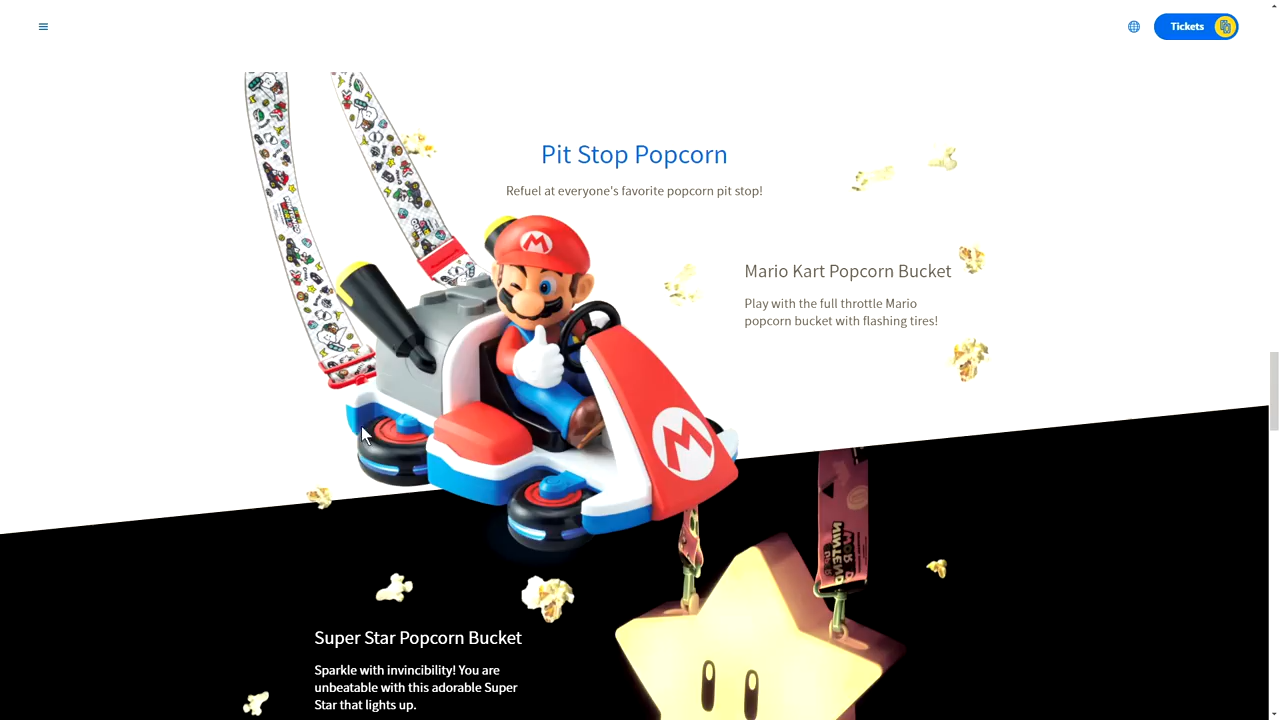 Tickets
Pit Stop Popcorn
Refuel at everyone's favorite popcorn pit stop!
Mario Kart Popcorn Bucket
Play with the full throttle Mario
popcorn bucket with flashing tires!
M
M
Super Star Popcorn Bucket
Sparkle with invincibility! You are
unbeatable with this adorable Super
Star that lights up.